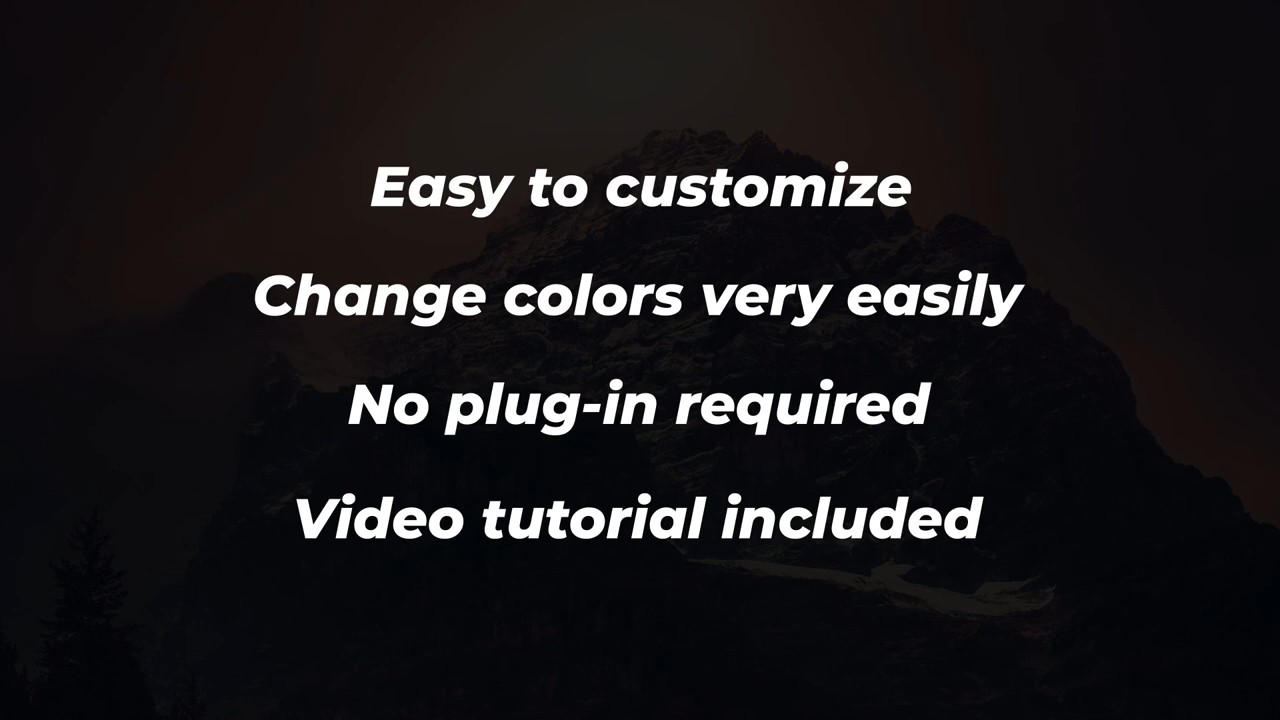 Easy to customize
Change colors very easily
No plug-in required
Video tutorial included